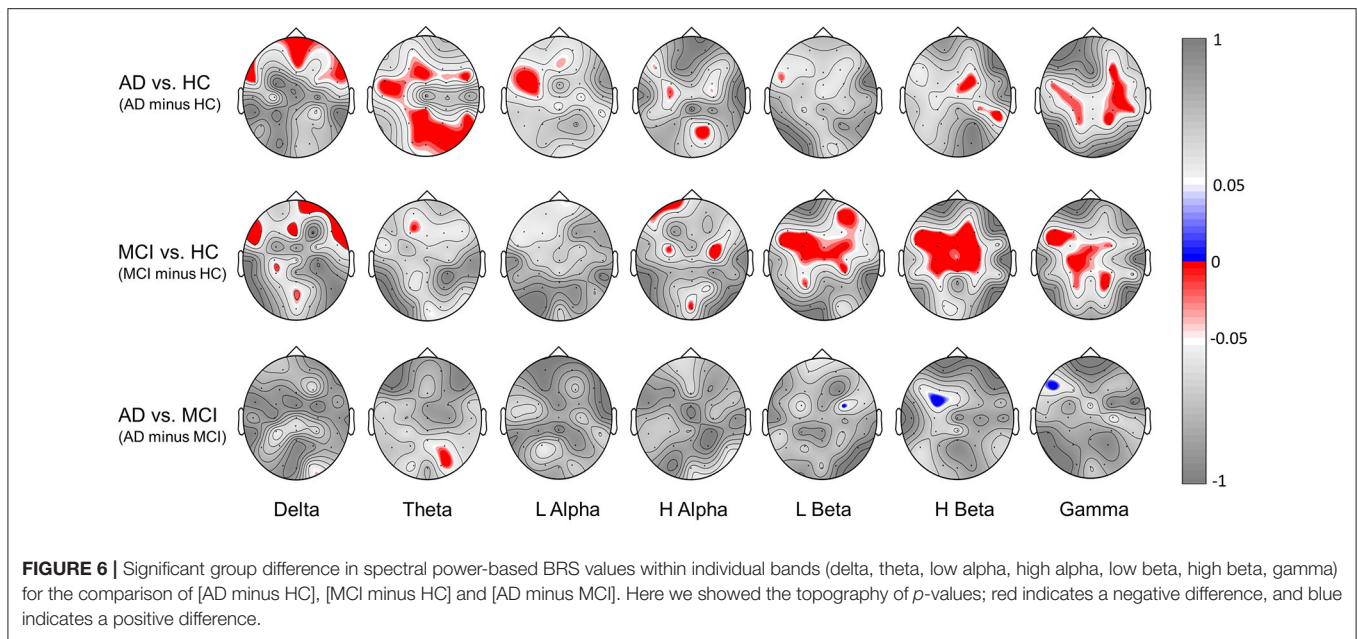 AD vs. HC
(AD minus HC)
MCI vs. HC
(MCI minus HC)
AD vs. MCI
(AD minus MCI)
1
0.05
0
-0.05
-1
Delta Theta L Alpha H Alpha L Beta H Beta Gamma
FIGURE 6 | Significant group difference in spectral power-based BRS values within individual bands (delta, theta, low alpha, high alpha, low beta, high beta, gamma)
for the comparison of [AD minus HC], [MCI minus HC] and [AD minus MCI]. Here we showed the topography of p-values; red indicates a negative difference, and blue
indicates a positive difference.